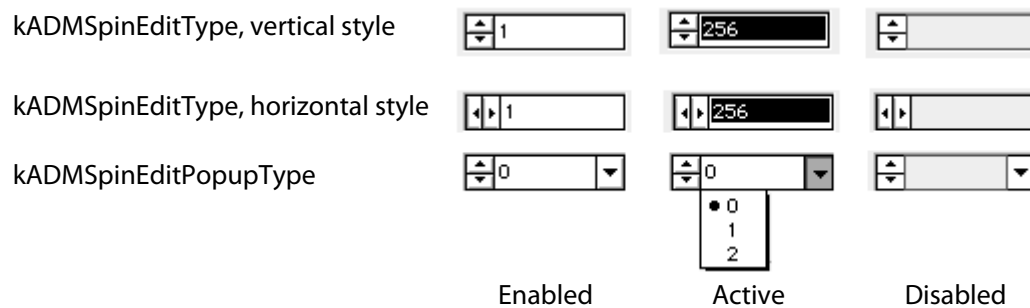 kADMSpinEditType, vertical style 1 256
kADMSpinEditType, horizontal style 1 256
kADMSpinEditPopupType 0 0
0
1
2
Enabled Active Disabled